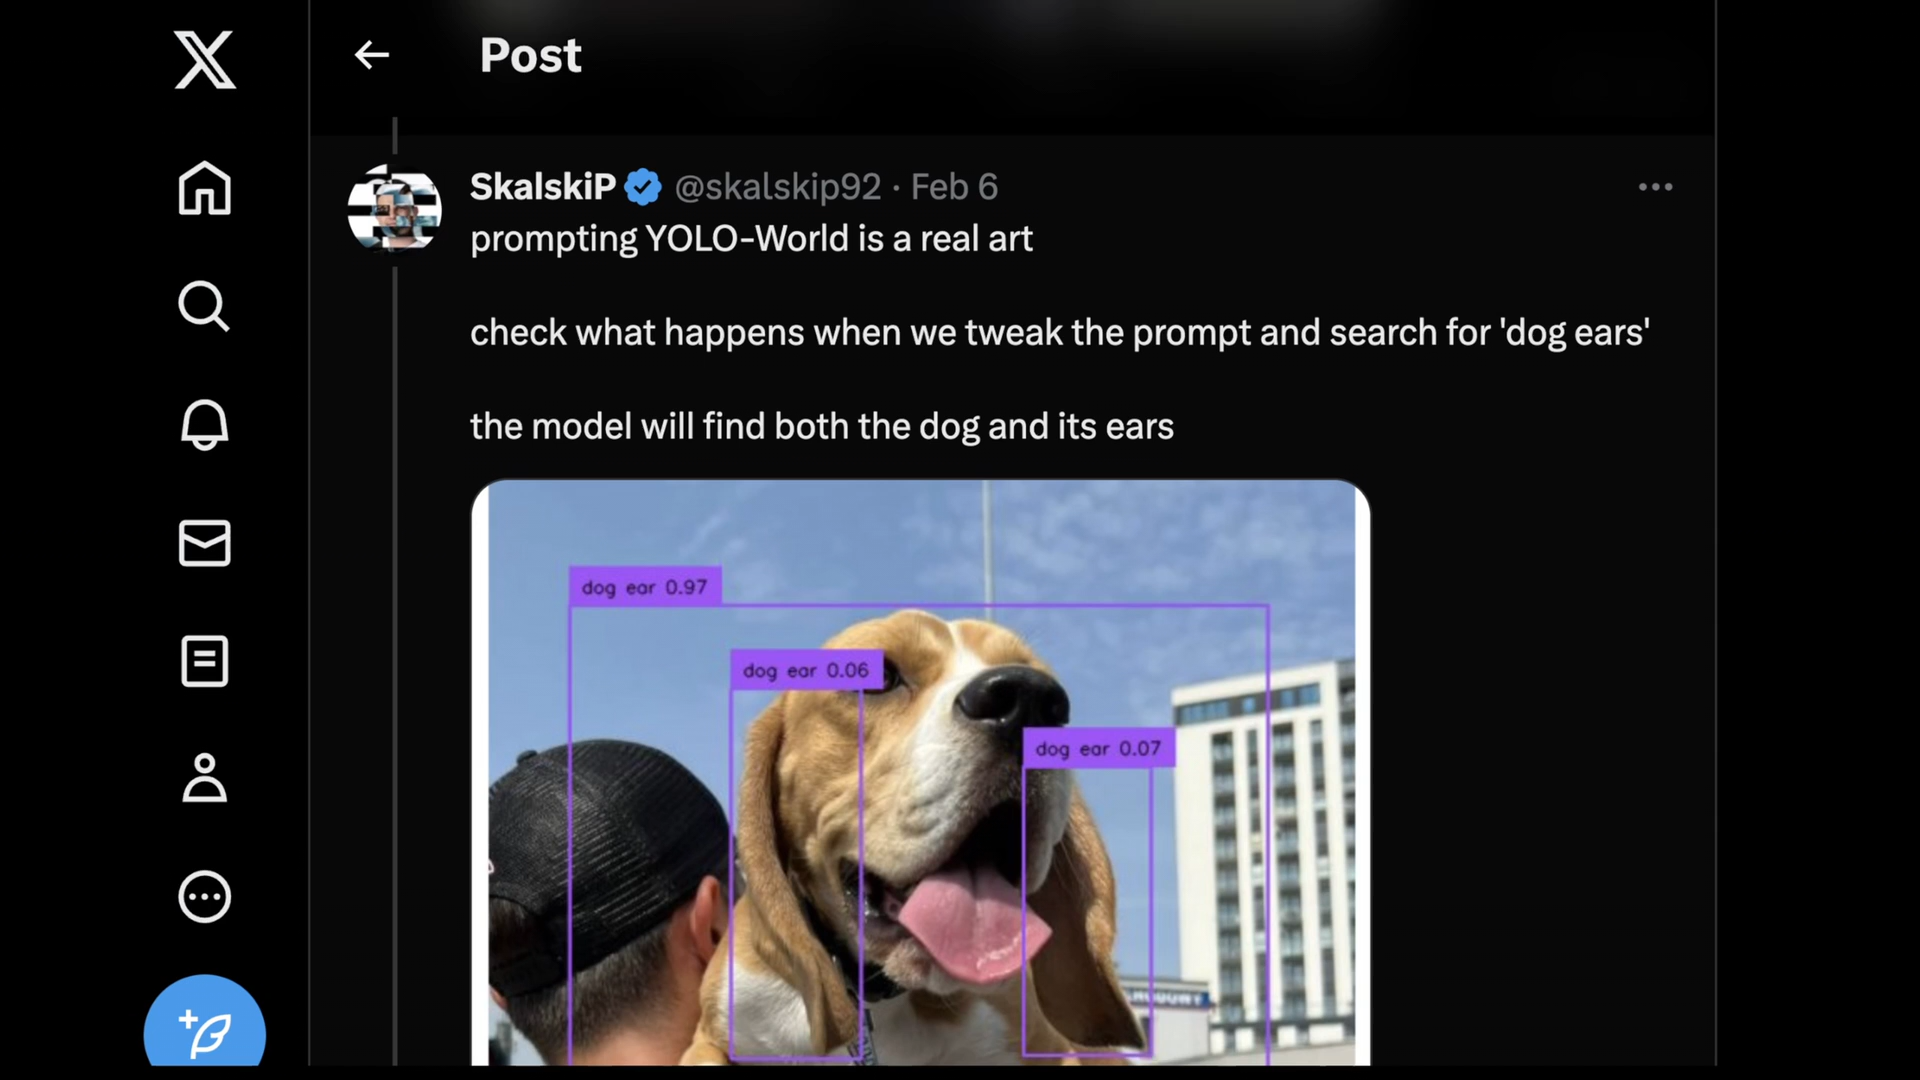 Post
SkalskiP @skalskip92 · Feb 6
prompting YOLO-World is a real art
check what happens when we tweak the prompt and search for 'dog ears'
the model will find both the dog and its ears
dog ear 0.97
dog ear 0.06
dog ear 0.07